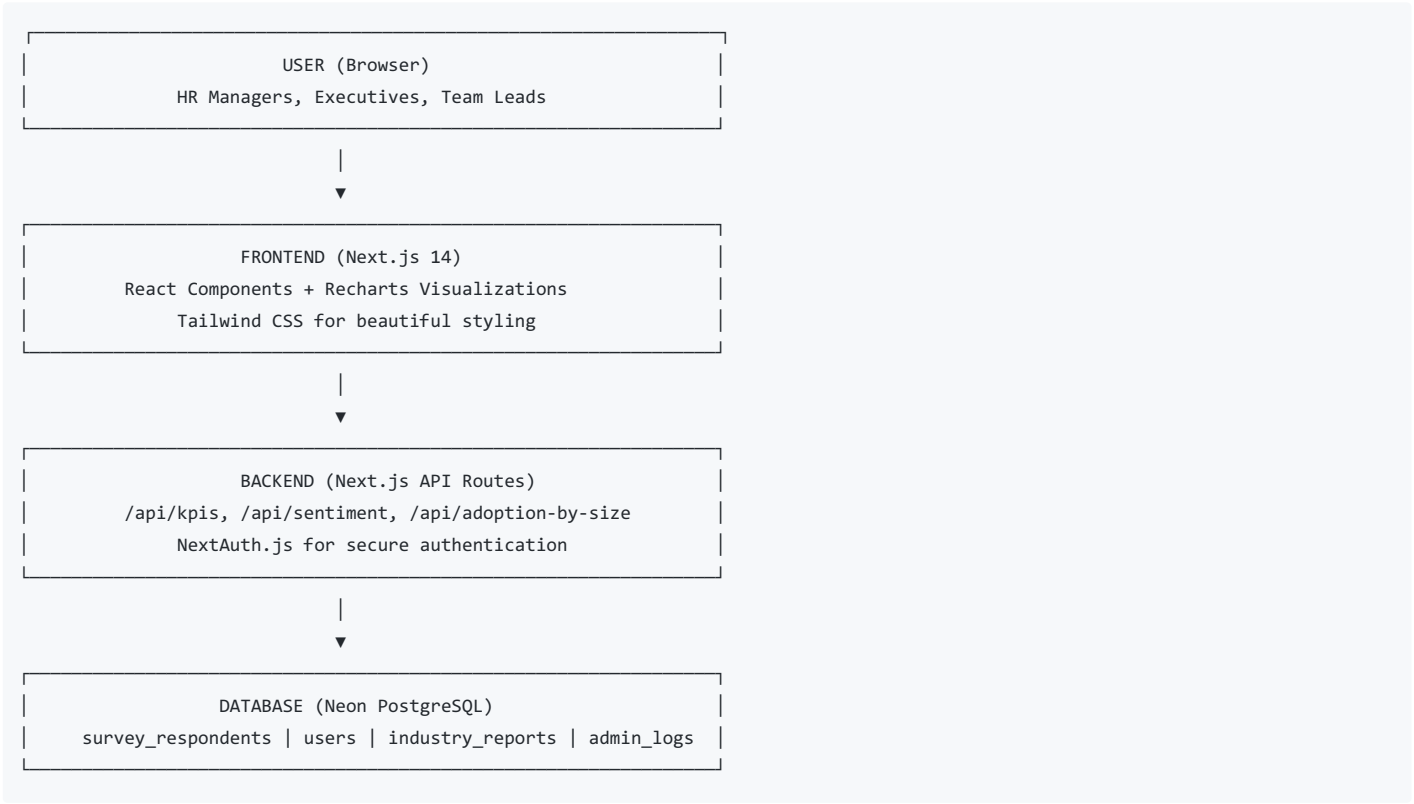 USER (Browser)
HR Managers, Executives, Team Leads
FRONTEND (Next.js 14)
React Components + Recharts Visualizations
Tailwind CSS for beautiful styling
BACKEND (Next.js API Routes)
/api/kpis, /api/sentiment, /api/adoption-by-size
NextAuth.js for secure authentication
DATABASE (Neon PostgreSQL)
survey_respondents | users | industry_reports | admin_logs